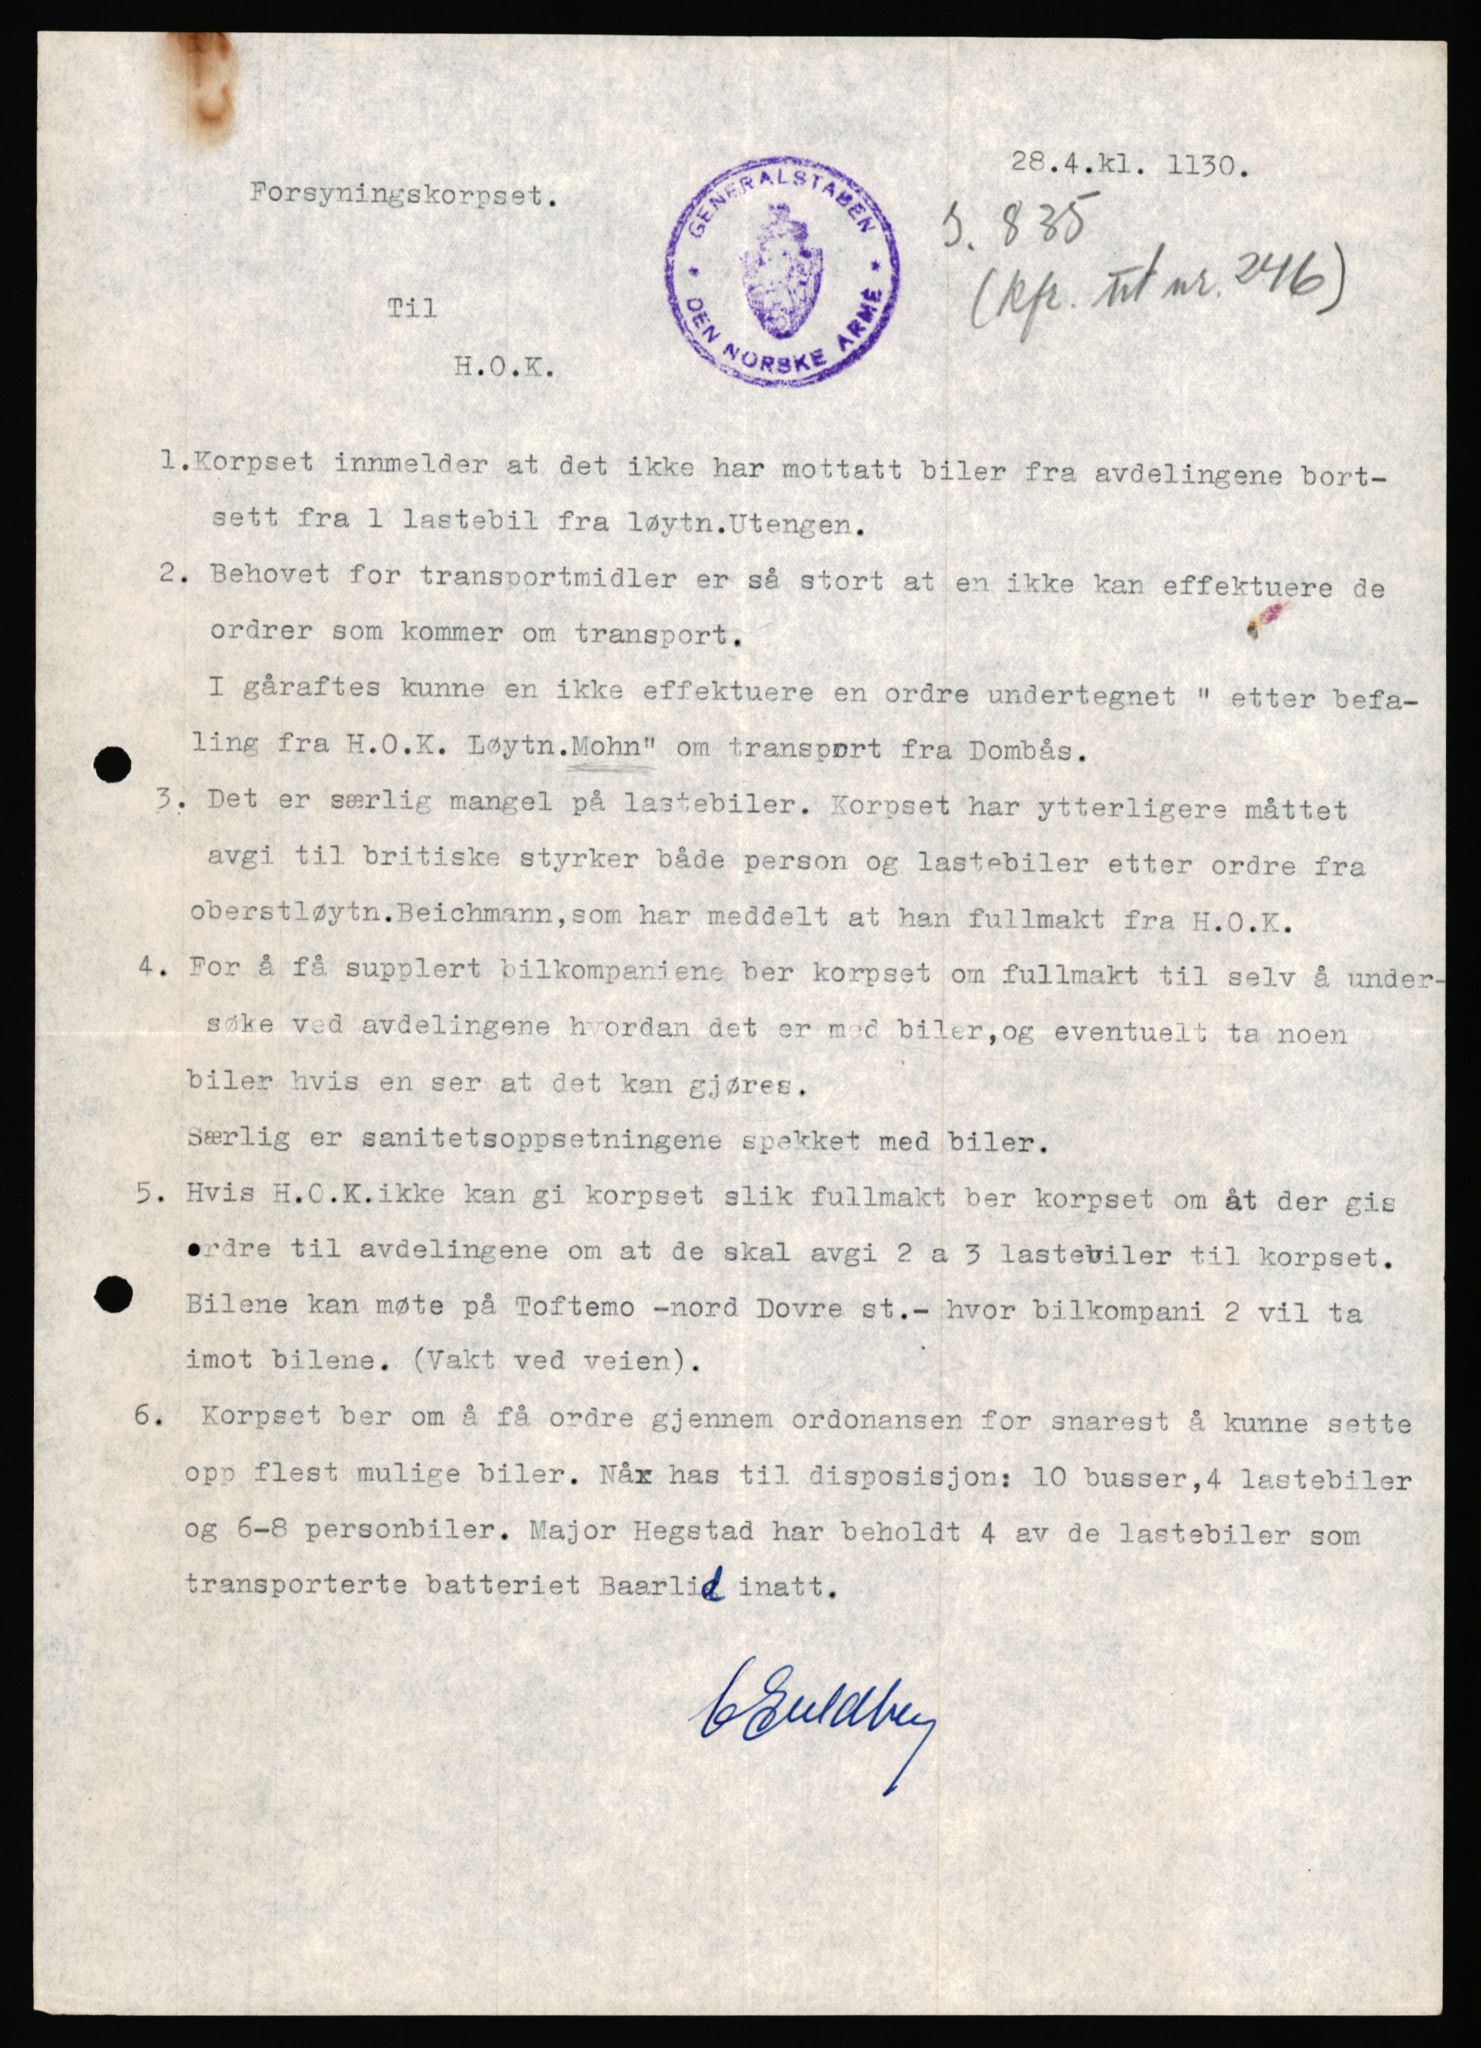 28.4.kl. 1130.
Forsyningskorpset.
GENERALSTABEN
DEN NORSKE ARMÉ
J. 835
(kfr. utt nr. 246)
Til
H.O.K.
1.Korpset innmelder at det ikke har mottatt biler fra avdelingene bort-
sett fra 1 lastebil fra løytn.Utengen.
2. Behovet for transportmidler er så stort at en ikke kan effektuere de
ordrer som kommer om transport.
I gåraftes kunne en ikke effektuere en ordre undertegnet " etter befa-
ling fra H.O.K. Løytn.Mohn" om transport fra Dombås.
3. Det er særlig mangel på lastebiler. Korpset har ytterligere måttet
avgi til britiske styrker både person og lastebiler etter ordre fra
oberstløytn.Beichmann,som har meddelt at han fullmakt fra H.O.K.
4. For å få supplert bilkompaniene ber korpset om fullmakt til selv å under-
søke ved avdelingene hvordan det er med biler,og eventuelt ta noen
biler hvis en ser at det kan gjøres.
Særlig er sanitetsoppsetningene spekket med biler.
5. Hvis H.O.K.ikke kan gi korpset slik fullmakt ber korpset om åt der gis
ordre til avdelingene om at de skal avgi 2 a 3 lastebiler til korpset.
Bilene kan møte på Toftemo -nord Dovre st.- hvor bilkompani 2 vil ta
imot bilene. (Vakt ved veien).
6. Korpset ber om å få ordre gjennem ordonansen for snarest å kunne sette
opp flest mulige biler. Nåx has til disposisjon: 10 busser,4 lastebiler
og 6-8 personbiler. Major Hegstad har beholdt 4 av de lastebiler som
transporterte batteriet Baarlid inatt.
CGuldberg